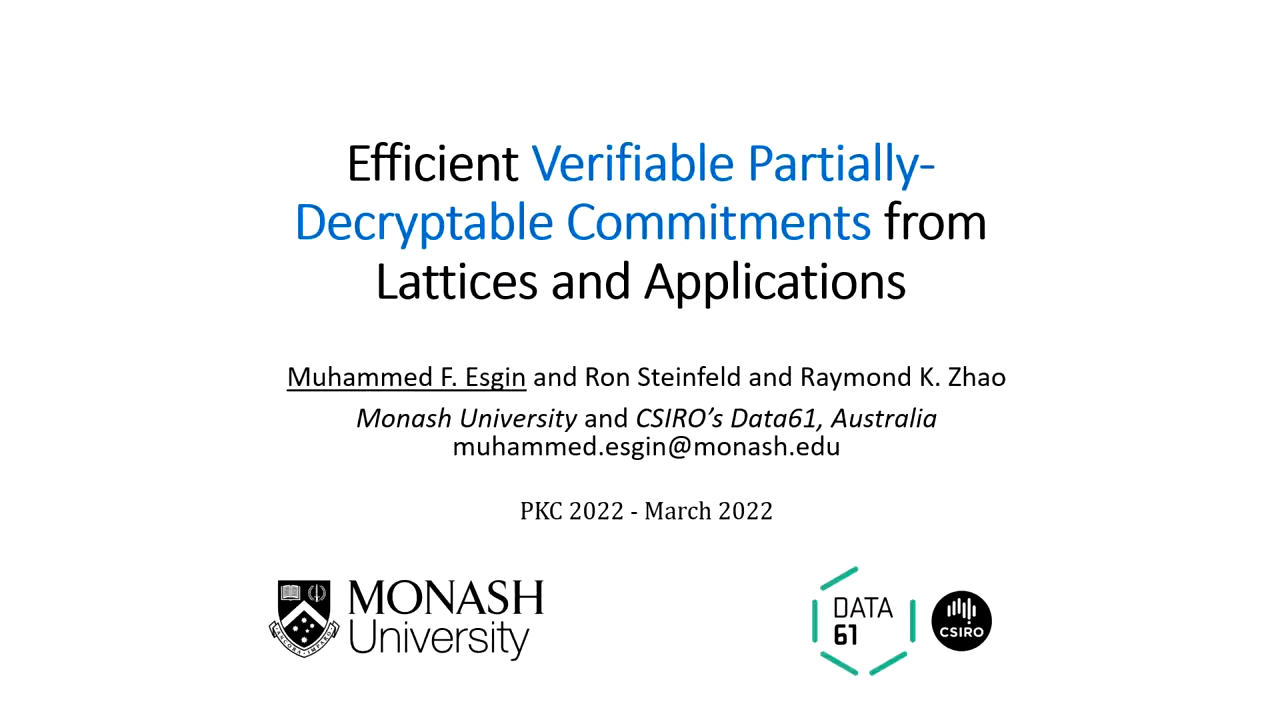 Efficient Verifiable Partially-
Decryptable Commitments from
Lattices and Applications
Muhammed F. Esgin and Ron Steinfeld and Raymond K. Zhao
Monash University and CSIRO's Data61, Australia
muhammed.esgin@monash.edu
PKC 2022 - March 2022
MONASH
University
DATA
61
CSIRO